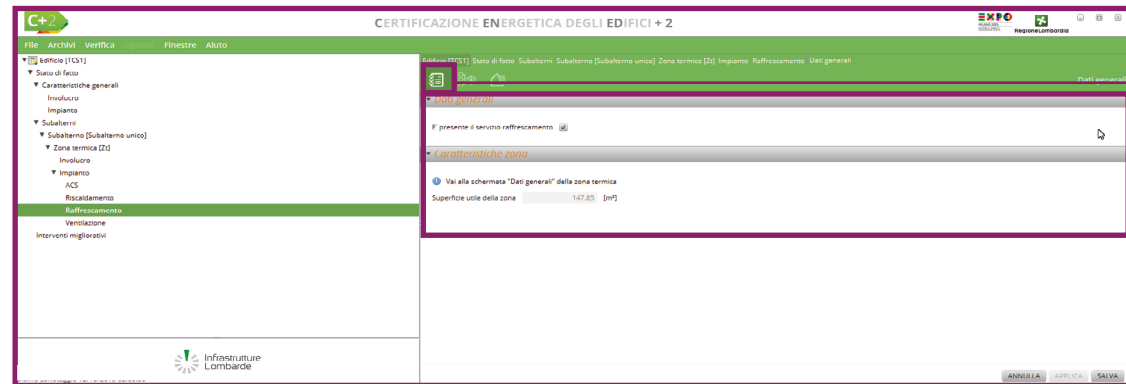 C+2
CERTIFICAZIONE ENERGETICA DEGLI EDIFICI + 2
EXPO
RegioneLombardia
File Archivi Verifica Opzioni Finestre Aiuto
Edificio [TCS1]
Stato di fatto
Caratteristiche generali
Involucro
Impianto
Subalterni
Subalterno [Subalterno unico]
Zona termica [Zt]
Involucro
Impianto
ACS
Riscaldamento
Raffrescamento
Ventilazione
Interventi migliorativi
Infrastrutture
Lombarde
Edificio [TCS1] Stato di fatto Subalterni Subalterno [Subalterno unico] Zona termica [Zt] Impianto Raffrescamento Dati generali
Dati generali
Dati generali
E' presente il servizio raffrescamento
Caratteristiche zona
Vai alla schermata "Dati generali" della zona termica
Superficie utile della zona 147.85 [m²]
ANNULLA APPLICA SALVA